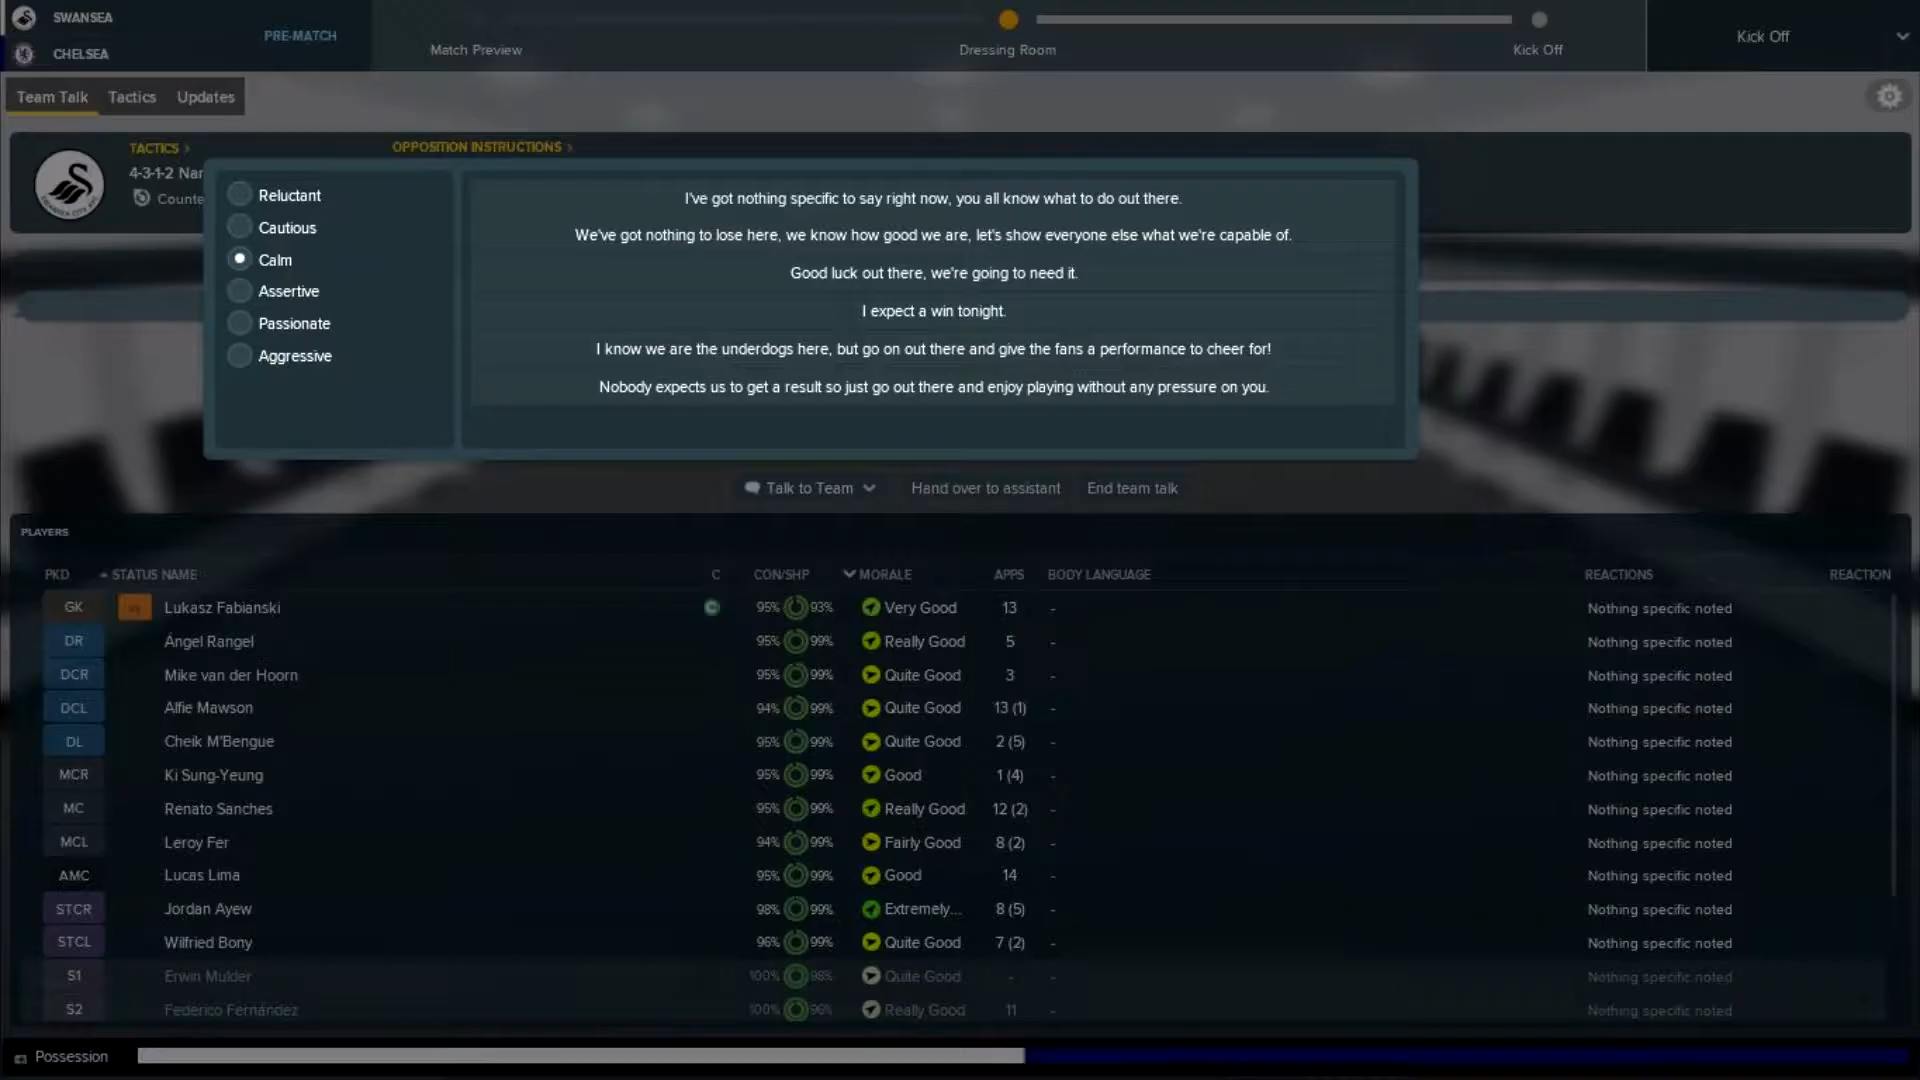 SWANSEA
CHELSEA
PRE-MATCH
Match Preview
Dressing Room
Kick Off
Kick Off
Team Talk Tactics Updates
TACTICS
4-3-1-2 Nar
Counte
OPPOSITION INSTRUCTIONS
Reluctant
Cautious
Calm
Assertive
Passionate
Aggressive
I've got nothing specific to say right now, you all know what to do out there.
We've got nothing to lose here, we know how good we are, let's show everyone else what we're capable of.
Good luck out there, we're going to need it.
I expect a win tonight.
I know we are the underdogs here, but go on out there and give the fans a performance to cheer for!
Nobody expects us to get a result so just go out there and enjoy playing without any pressure on you.
Talk to Team Hand over to assistant End team talk
PLAYERS
PKD STATUS NAME C CON/SHP MORALE APPS BODY LANGUAGE REACTIONS REACTION
GK Lukasz Fabianski C 95% 93% Very Good 13 - Nothing specific noted
DR Ángel Rangel 95% 99% Really Good 5 - Nothing specific noted
DCR Mike van der Hoorn 95% 99% Quite Good 3 - Nothing specific noted
DCL Alfie Mawson 94% 99% Quite Good 13 (1) - Nothing specific noted
DL Cheik M'Bengue 95% 99% Quite Good 2 (5) - Nothing specific noted
MCR Ki Sung-Yeung 95% 99% Good 1 (4) - Nothing specific noted
MC Renato Sanches 95% 99% Really Good 12 (2) - Nothing specific noted
MCL Leroy Fer 94% 99% Fairly Good 8 (2) - Nothing specific noted
AMC Lucas Lima 95% 99% Good 14 - Nothing specific noted
STCR Jordan Ayew 98% 99% Extremely... 8 (5) - Nothing specific noted
STCL Wilfried Bony 96% 99% Quite Good 7 (2) - Nothing specific noted
S1 Erwin Mulder 100% 98% Quite Good - - Nothing specific noted
S2 Federico Fernández 100% 96% Really Good 11 - Nothing specific noted
Possession